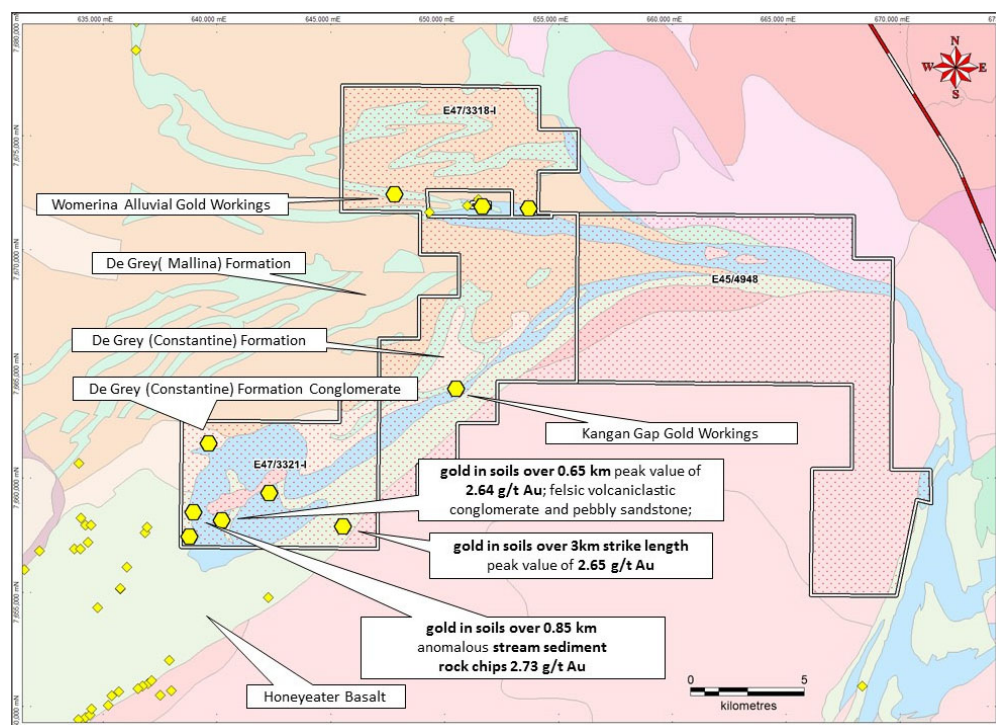 635,000 mE
640,000 mE
645,000 mE
650,000 mE
655,000 mE
660,000 mE
665,000 mE
670,000 mE
7,680,000 mN
N
W
E
S
E47/3318-I
7,675,000 mN
Womerina Alluvial Gold Workings
7,670,000 mN
De Grey( Mallina) Formation
E45/4948
De Grey (Constantine) Formation
De Grey (Constantine) Formation Conglomerate
Kangan Gap Gold Workings
E47/3321-I
7,660,000 mN
gold in soils over 0.65 km peak value of
2.64 g/t Au; felsic volcaniclastic
conglomerate and pebbly sandstone;
gold in soils over 3km strike length
peak value of 2.65 g/t Au
7,655,000 mN
gold in soils over 0.85 km
anomalous stream sediment
rock chips 2.73 g/t Au
Honeyeater Basalt
0
5
kilometres